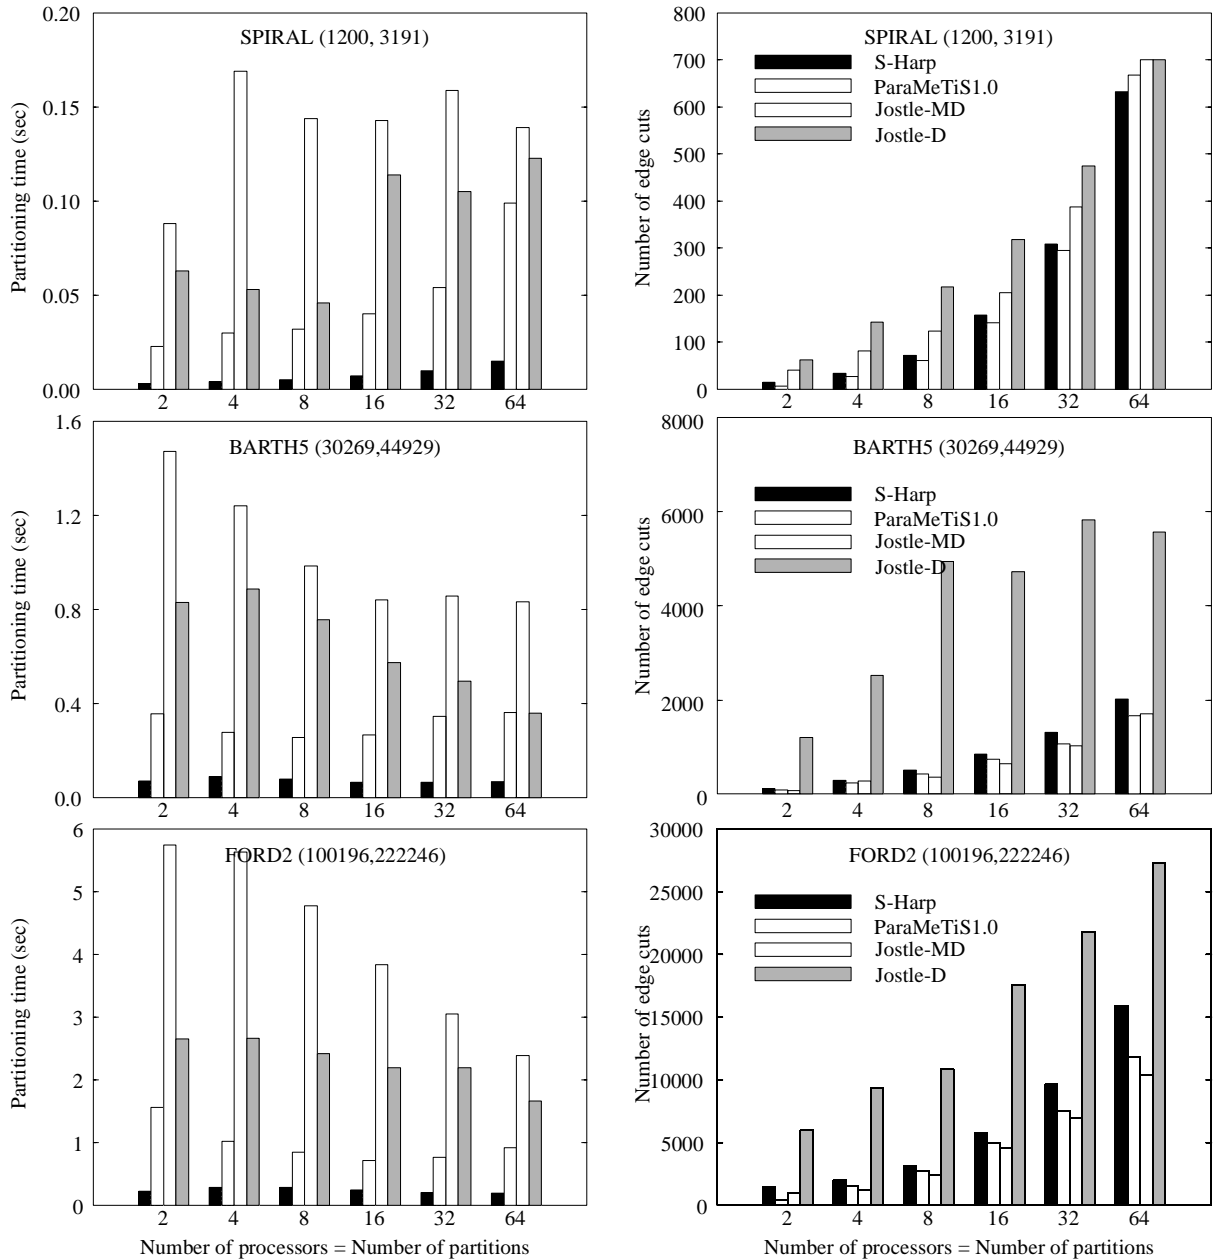 SPIRAL (1200, 3191)
Partitioning time (sec)
0.20
0.15
0.10
0.05
0.00
2 4 8 16 32 64
SPIRAL (1200, 3191)
S-Harp
ParaMeTiS1.0
Jostle-MD
Jostle-D
Number of edge cuts
800
700
600
500
400
300
200
100
0
2 4 8 16 32 64
BARTH5 (30269,44929)
Partitioning time (sec)
1.6
1.2
0.8
0.4
0.0
2 4 8 16 32 64
BARTH5 (30269,44929)
S-Harp
ParaMeTiS1.0
Jostle-MD
Jostle-D
Number of edge cuts
8000
6000
4000
2000
0
2 4 8 16 32 64
FORD2 (100196,222246)
Partitioning time (sec)
6
5
4
3
2
1
0
2 4 8 16 32 64
Number of processors = Number of partitions
FORD2 (100196,222246)
S-Harp
ParaMeTiS1.0
Jostle-MD
Jostle-D
Number of edge cuts
30000
25000
20000
15000
10000
5000
0
2 4 8 16 32 64
Number of processors = Number of partitions